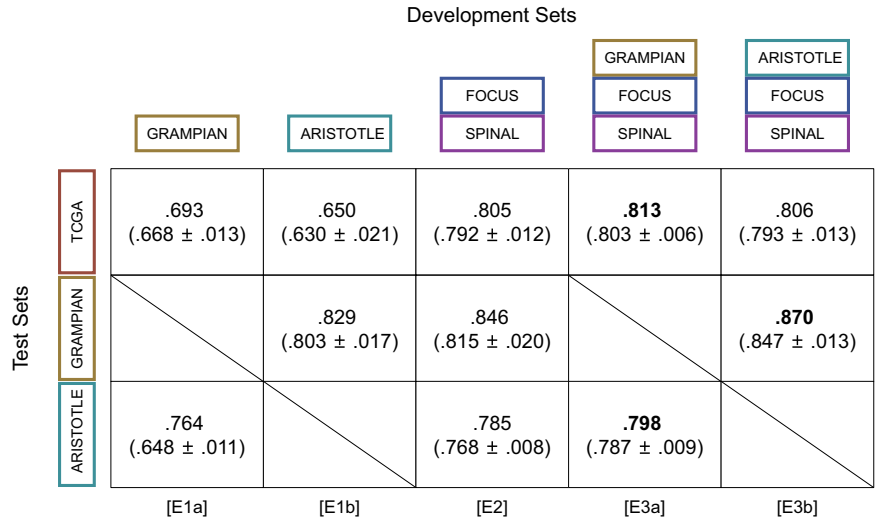 Development Sets
GRAMPIAN
ARISTOTLE
FOCUS
FOCUS
FOCUS
GRAMPIAN
ARISTOTLE
SPINAL
SPINAL
SPINAL
Test Sets
TCGA
.693
.650
.805
.813
.806
(.668 ± .013)
(.630 ± .021)
(.792 ± .012)
(.803 ± .006)
(.793 ± .013)
GRAMPIAN
.829
.846
.870
(.803 ± .017)
(.815 ± .020)
(.847 ± .013)
ARISTOTLE
.764
.785
.798
(.648 ± .011)
(.768 ± .008)
(.787 ± .009)
[E1a]
[E1b]
[E2]
[E3a]
[E3b]